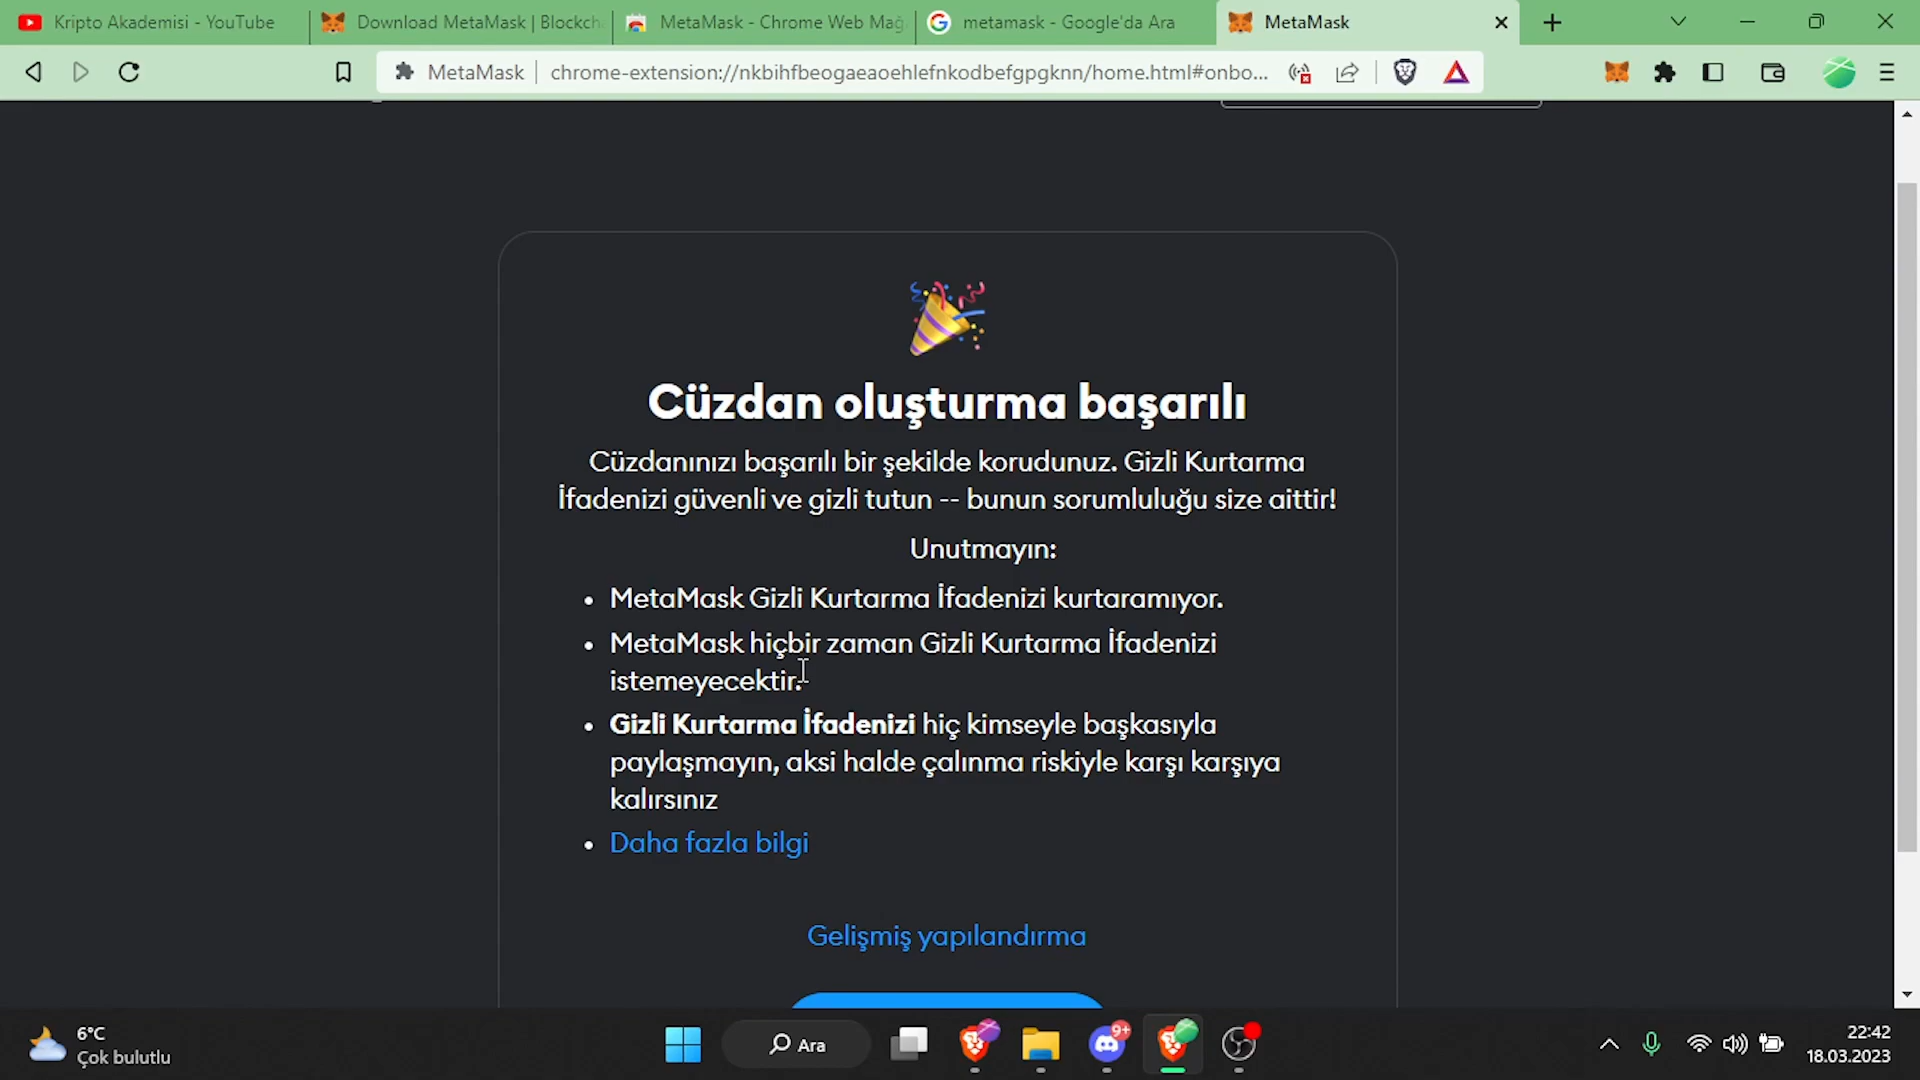 Kripto Akademisi - YouTube
Download MetaMask | Blockch
MetaMask - Chrome Web Mağ
metamask - Google'da Ara
MetaMask
MetaMask
chrome-extension://nkbihfbeogaeaoehlefnkodbefgpgknn/home.html#onbo...
Cüzdan oluşturma başarılı
Cüzdanınızı başarılı bir şekilde korudunuz. Gizli Kurtarma
İfadenizi güvenli ve gizli tutun -- bunun sorumluluğu size aittir!
Unutmayın:
• MetaMask Gizli Kurtarma İfadenizi kurtaramıyor.
• MetaMask hiçbir zaman Gizli Kurtarma İfadenizi
istemeyecektir.
• Gizli Kurtarma İfadenizi hiç kimseyle başkasıyla
paylaşmayın, aksi halde çalınma riskiyle karşı karşıya
kalırsınız
• Daha fazla bilgi
Gelişmiş yapılandırma
6°C
Çok bulutlu
Ara
9+
22:42
18.03.2023